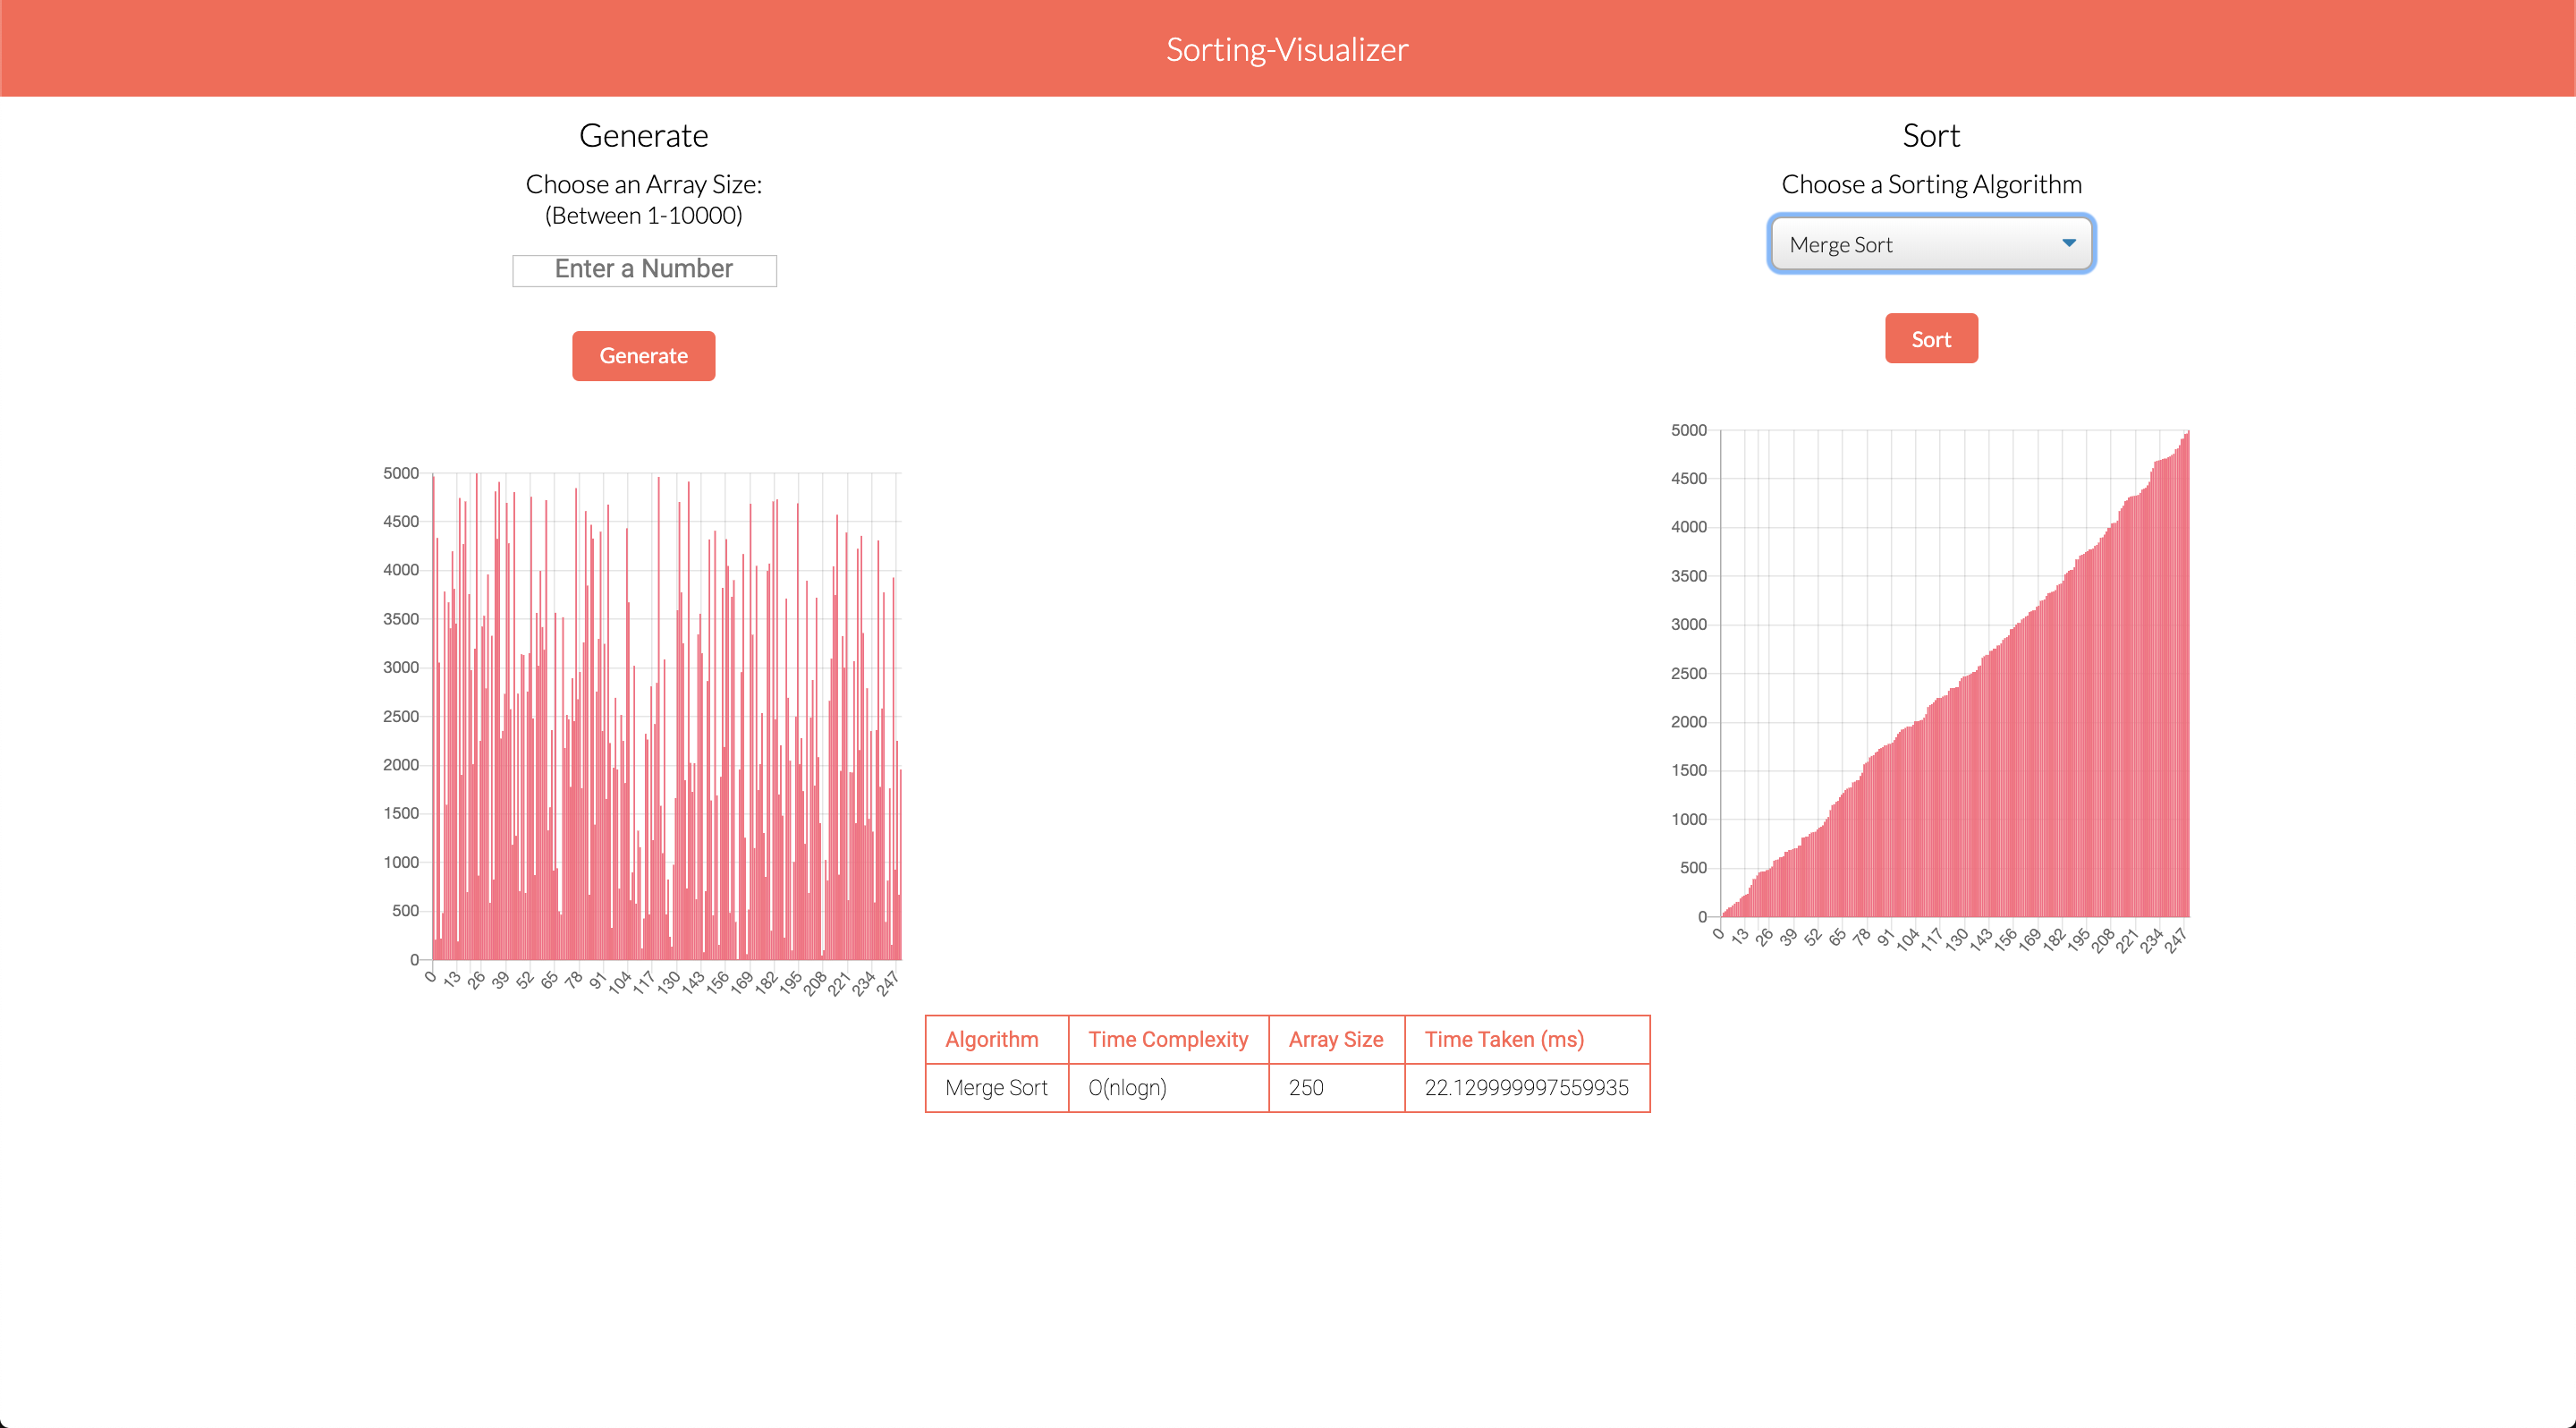 Sorting-Visualizer
Generate
Choose an Array Size:
(Between 1-10000)
Enter a Number
Generate
5000
4500
4000
3500
3000
2500
2000
1500
1000
500
0
0 13 26 39 52 65 78 91 104 117 130 143 156 169 182 195 208 221 234 247
Sort
Choose a Sorting Algorithm
Merge Sort
Sort
5000
4500
4000
3500
3000
2500
2000
1500
1000
500
0
0 13 26 39 52 65 78 91 104 117 130 143 156 169 182 195 208 221 234 247
Algorithm Time Complexity Array Size Time Taken (ms)
Merge Sort O(nlogn) 250 22.129999997559935